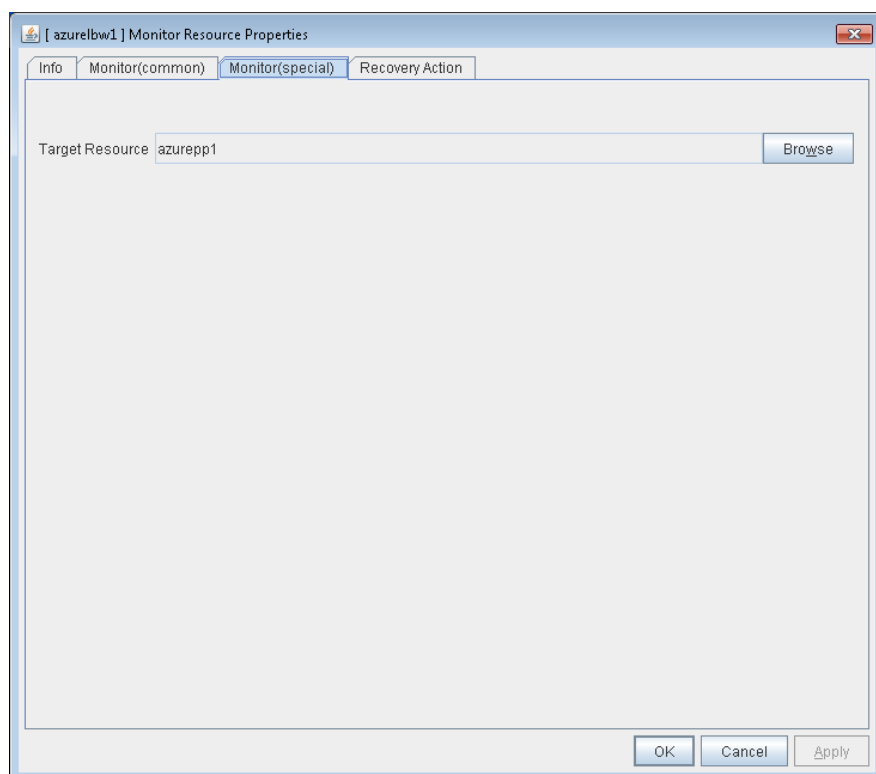 [ azurelbw1 ] Monitor Resource Properties
Info Monitor(common) Monitor(special) Recovery Action
Target Resource azurepp1 Browse
OK Cancel Apply